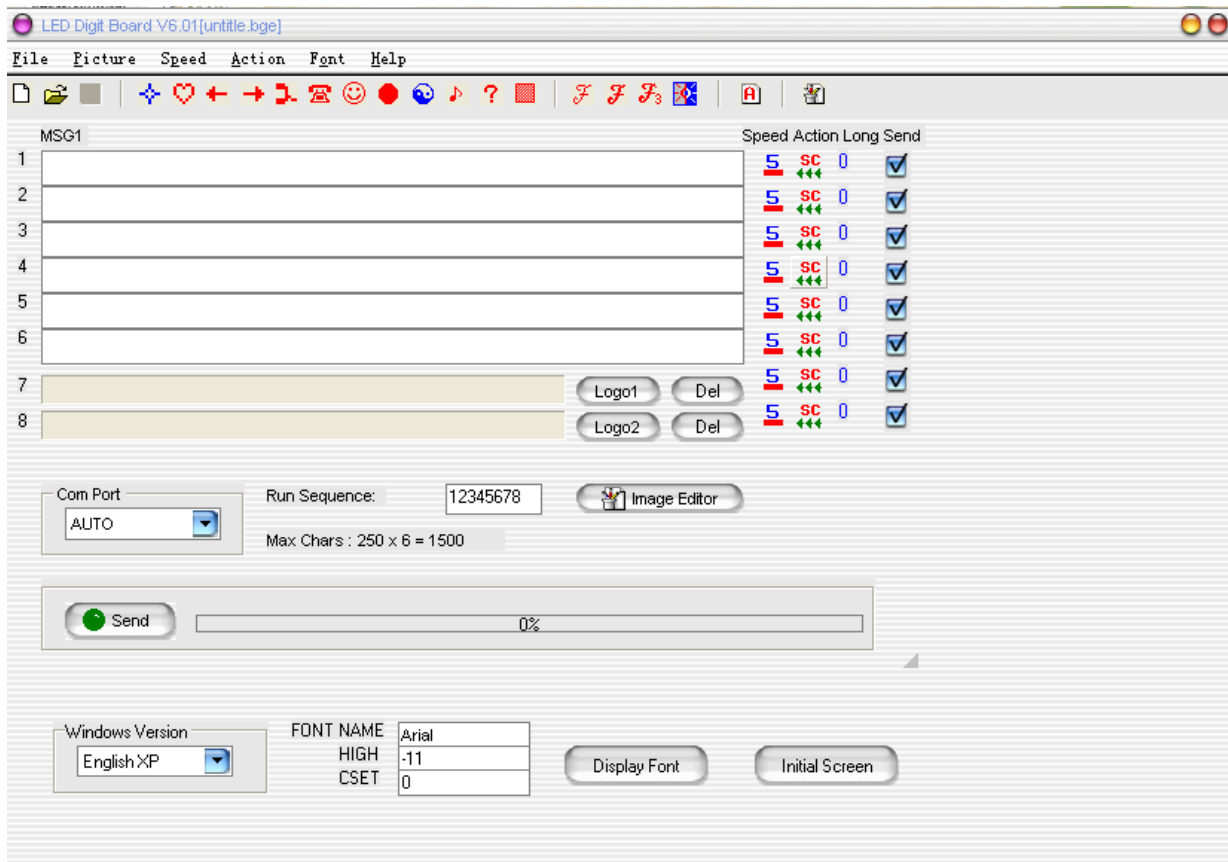 LED Digit Board V6.01[untitle.bge]
File Picture Speed Action Font Help
? F F F3 A
MSG1 Speed Action Long Send
1 5 SC 0
2 5 SC 0
3 5 SC 0
4 5 SC 0
5 5 SC 0
6 5 SC 0
7 Logo1 Del 5 SC 0
8 Logo2 Del 5 SC 0
Com Port
AUTO
Run Sequence: 12345678 Image Editor
Max Chars : 250 x 6 = 1500
Send 0%
Windows Version
English XP
FONT NAME Arial
HIGH -11
CSET 0
Display Font Initial Screen